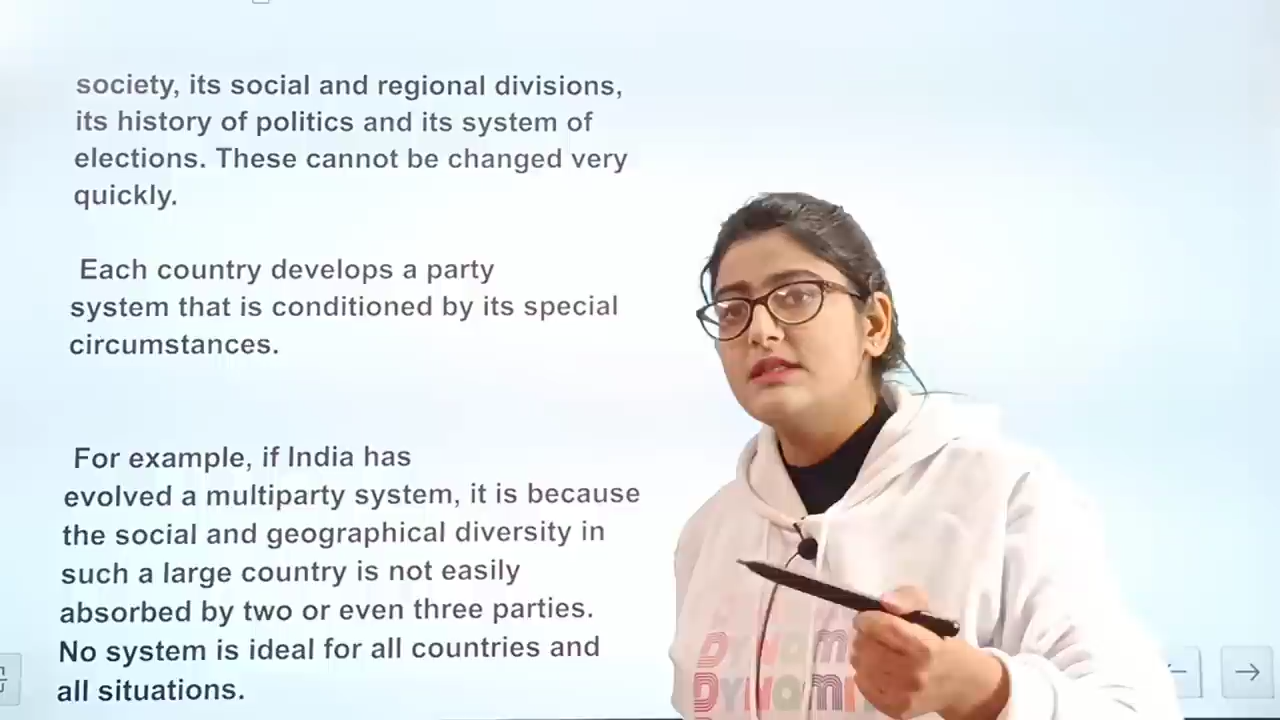 society, its social and regional divisions,
its history of politics and its system of
elections. These cannot be changed very
quickly.
Each country develops a party
system that is conditioned by its special
circumstances.
For example, if India has
evolved a multiparty system, it is because
the social and geographical diversity in
such a large country is not easily
absorbed by two or even three parties.
No system is ideal for all countries and
all situations.
DYNAM
DYNAMI